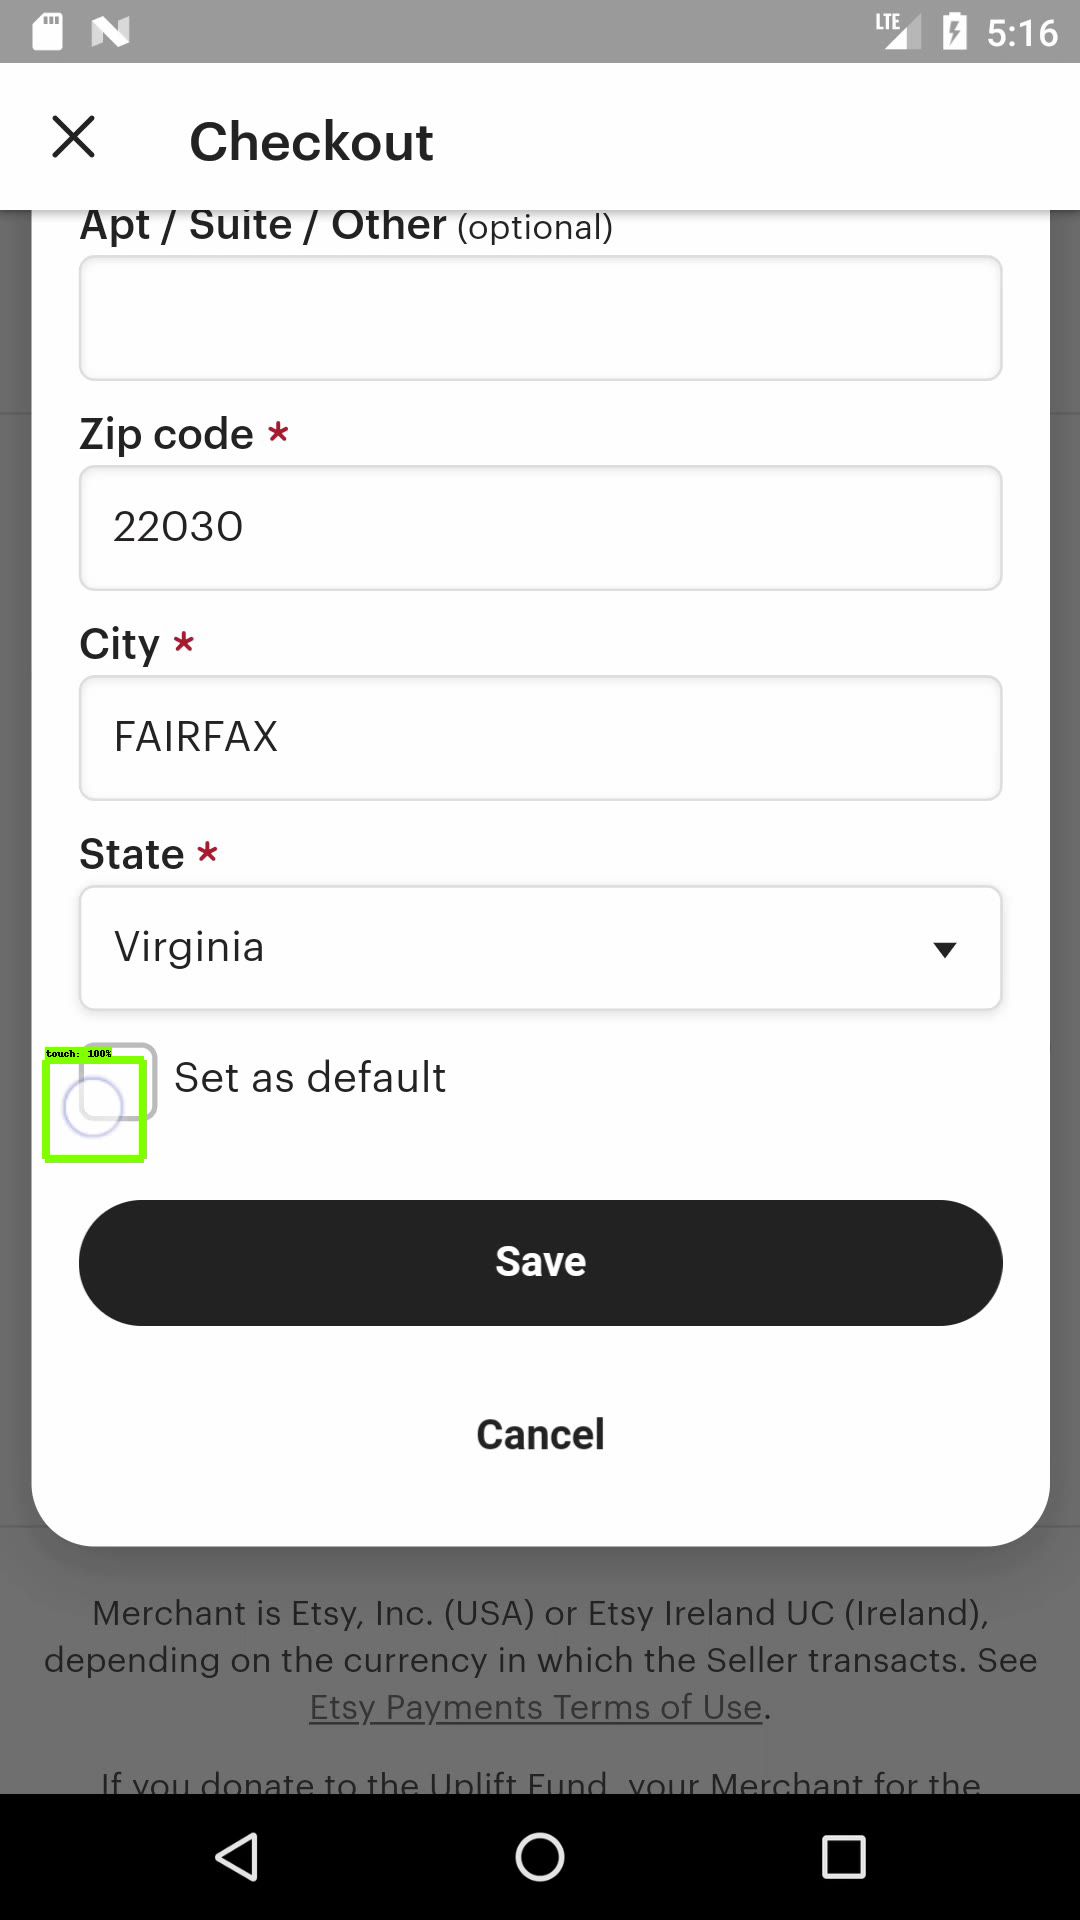 LTE 5:16
Checkout
Apt / Suite / Other (optional)
Zip code *
22030
City *
FAIRFAX
State *
Virginia
touch: 100%
Set as default
Save
Cancel
Merchant is Etsy, Inc. (USA) or Etsy Ireland UC (Ireland),
depending on the currency in which the Seller transacts. See
Etsy Payments Terms of Use.
If you donate to the Uplift Fund, your Merchant for the